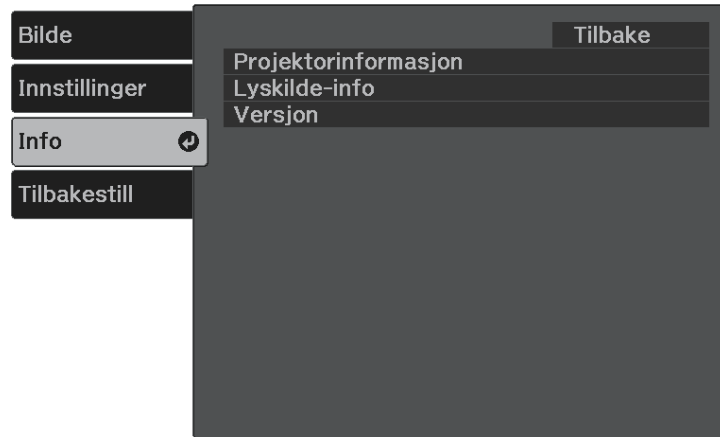 Bilde
Innstillinger
Info
Tilbakestill
Tilbake
Projektorinformasjon
Lyskilde-info
Versjon